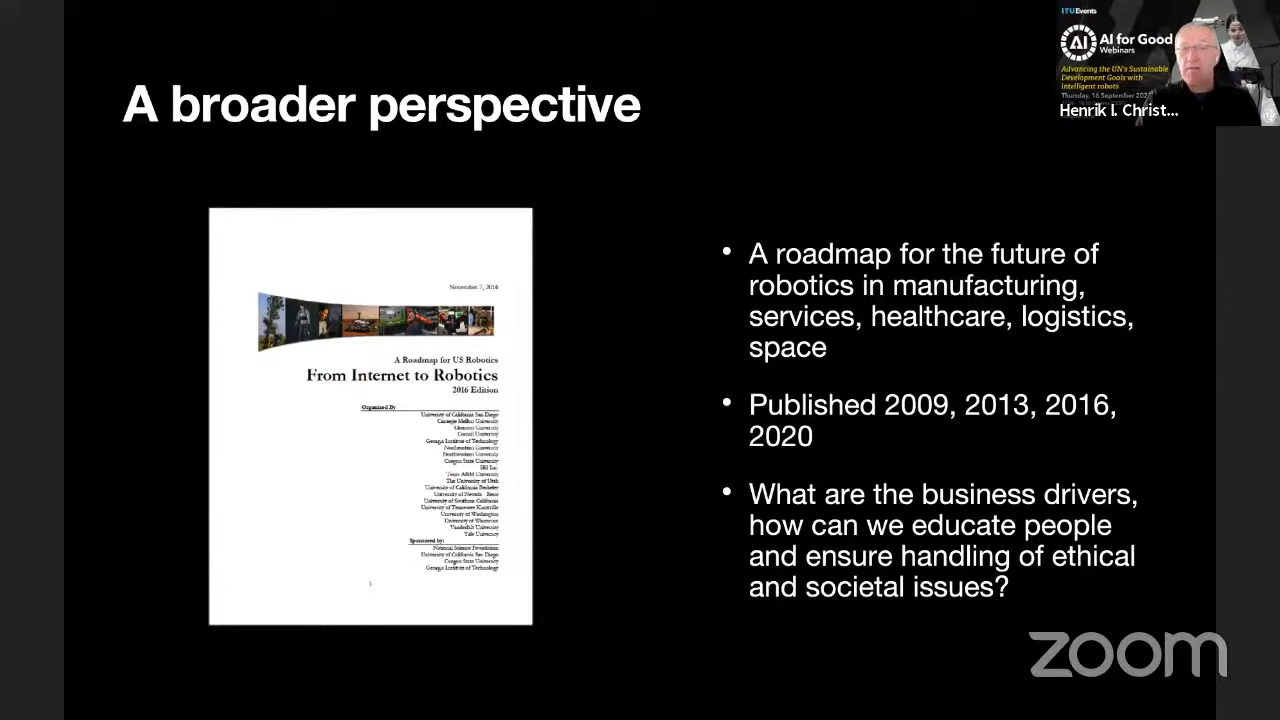 ITUEvents
AI for Good
Webinars
Advancing the UN's Sustainable
Development Goals with
intelligent robots
Thursday, 16 September
Henrik I. Christ...
A broader perspective
November 7, 2016
A Roadmap for US Robotics
From Internet to Robotics
2016 Edition
Organized By
University of California San Diego
Carnegie Mellon University
Clemson University
Cornell University
Georgia Institute of Technology
Northeastern University
Northwestern University
Oregon State University
SRI Inc.
Texas A&M University
The University of Utah
University of California Berkeley
University of Nevada - Reno
University of Southern California
University of Tennessee Knoxville
University of Washington
University of Wisconsin
Vanderbilt University
Yale University
Sponsored by:
National Science Foundation
University of California San Diego
Oregon State University
Georgia Institute of Technology
1
• A roadmap for the future of
robotics in manufacturing,
services, healthcare, logistics,
space
• Published 2009, 2013, 2016,
2020
• What are the business drivers,
how can we educate people
and ensure handling of ethical
and societal issues?
zoom